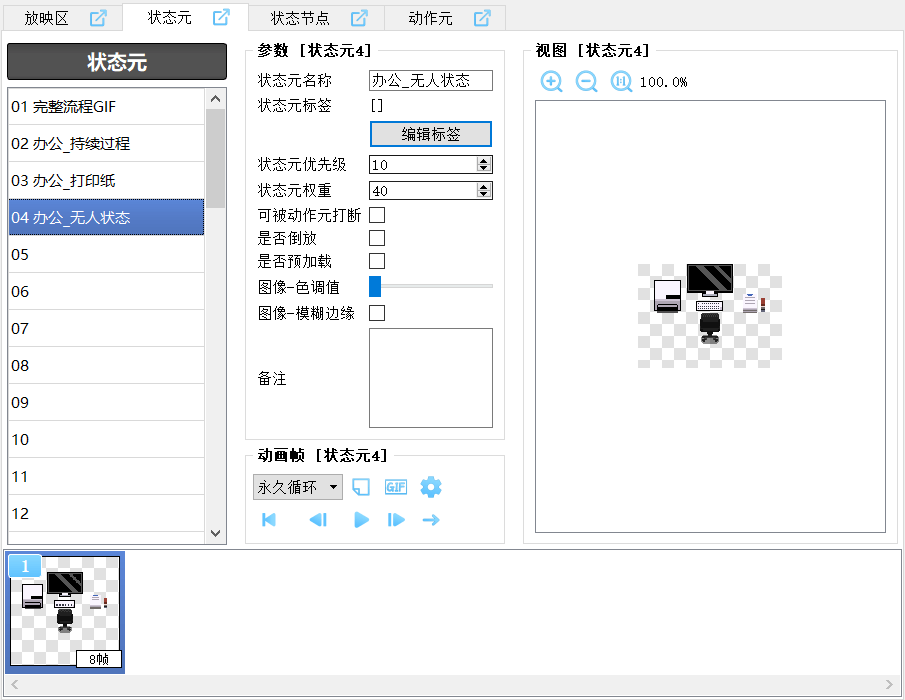 放映区
状态元
状态节点
动作元
状态元
01 完整流程GIF
02 办公_持续过程
03 办公_打印纸
04 办公_无人状态
05
06
07
08
09
10
11
12
参数 [状态元4]
状态元名称 办公_无人状态
状态元标签 []
编辑标签
状态元优先级 10
状态元权重 40
可被动作元打断
是否倒放
是否预加载
图像-色调值
图像-模糊边缘
备注
动画帧 [状态元4]
永久循环
GIF
视图 [状态元4]
100.0%
1
8帧